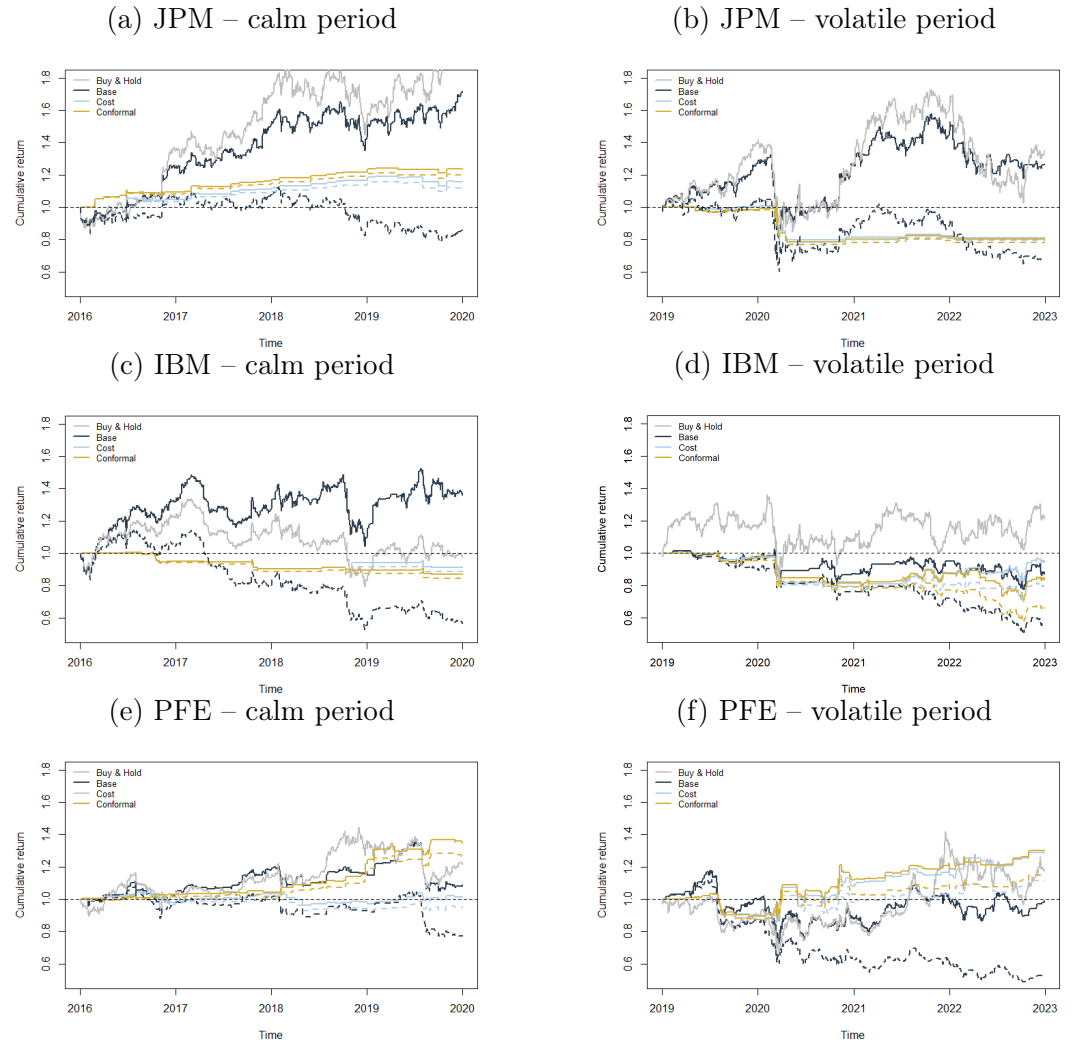 (a) JPM – calm period
Cumulative return
0.6 0.8 1.0 1.2 1.4 1.6 1.8
Buy & Hold
Base
Cost
Conformal
2016 2017 2018 2019 2020
Time
(b) JPM – volatile period
Cumulative return
0.6 0.8 1.0 1.2 1.4 1.6 1.8
Buy & Hold
Base
Cost
Conformal
2019 2020 2021 2022 2023
Time
(c) IBM – calm period
Cumulative return
0.6 0.8 1.0 1.2 1.4 1.6 1.8
Buy & Hold
Base
Cost
Conformal
2016 2017 2018 2019 2020
Time
(d) IBM – volatile period
Cumulative return
0.6 0.8 1.0 1.2 1.4 1.6 1.8
Buy & Hold
Base
Cost
Conformal
2019 2020 2021 2022 2023
Time
(e) PFE – calm period
Cumulative return
0.6 0.8 1.0 1.2 1.4 1.6 1.8
Buy & Hold
Base
Cost
Conformal
2016 2017 2018 2019 2020
Time
(f) PFE – volatile period
Cumulative return
0.6 0.8 1.0 1.2 1.4 1.6 1.8
Buy & Hold
Base
Cost
Conformal
2019 2020 2021 2022 2023
Time